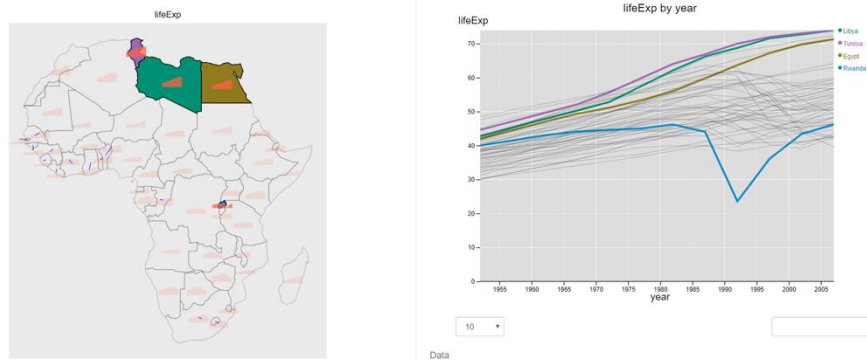 lifeExp
lifeExp by year
lifeExp
70
60
50
40
30
20
10
0
Libya
Tunisia
Egypt
Rwanda
1955
1960
1965
1970
1975
1980
1985
1990
1995
2000
2005
year
10
Data